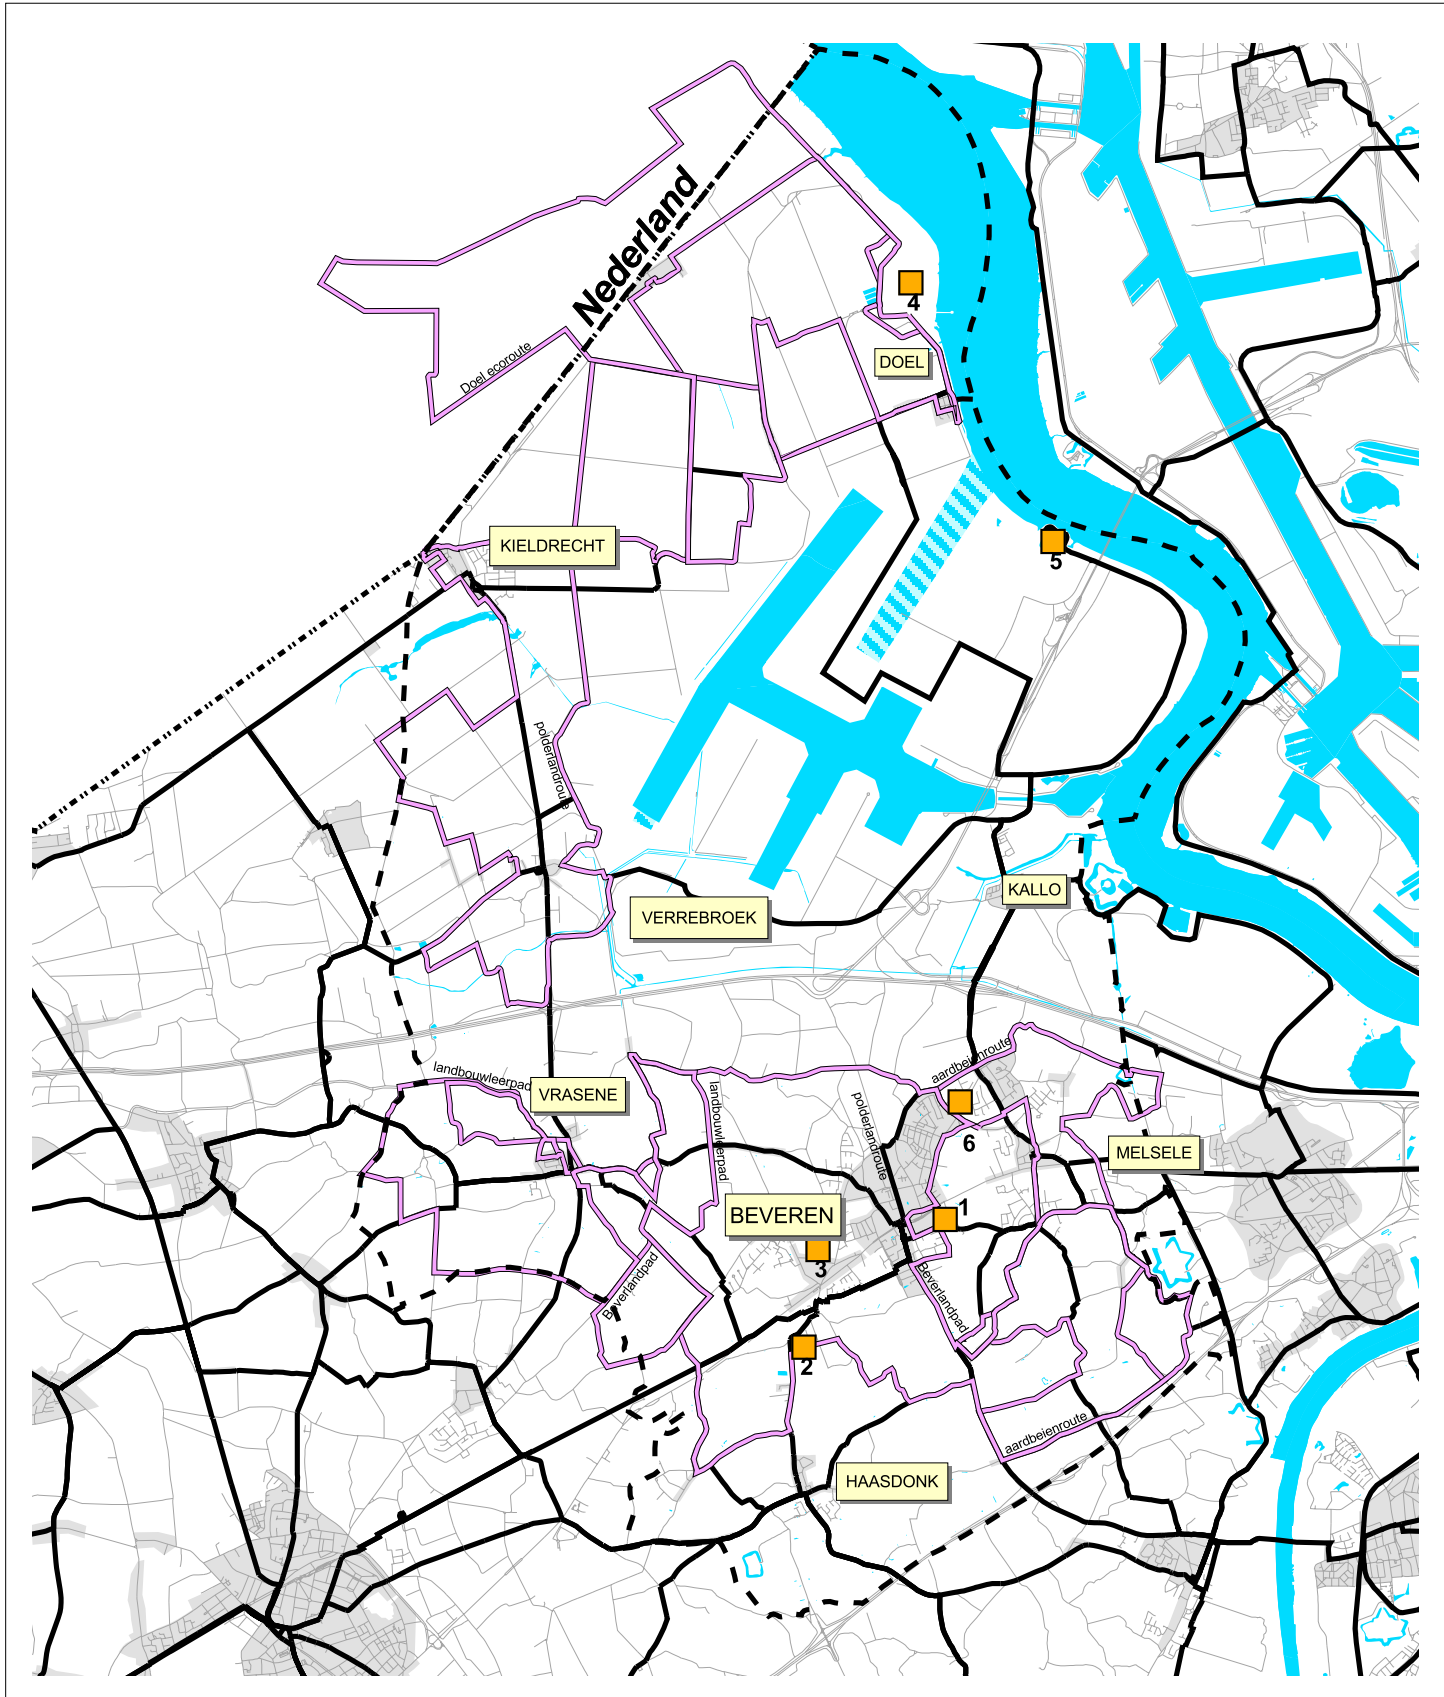 Nederland
4
DOEL
Doel ecoroute
KIELDRECHT
5
polderlandroute
KALLO
VERREBROEK
aardbeienroute
landbouwleerpad
VRASENE
landbouwleerpad
polderlandroute
6
MELSELE
BEVEREN
1
3
Beverlandpad
Beverlandpad
2
aardbeienroute
HAASDONK